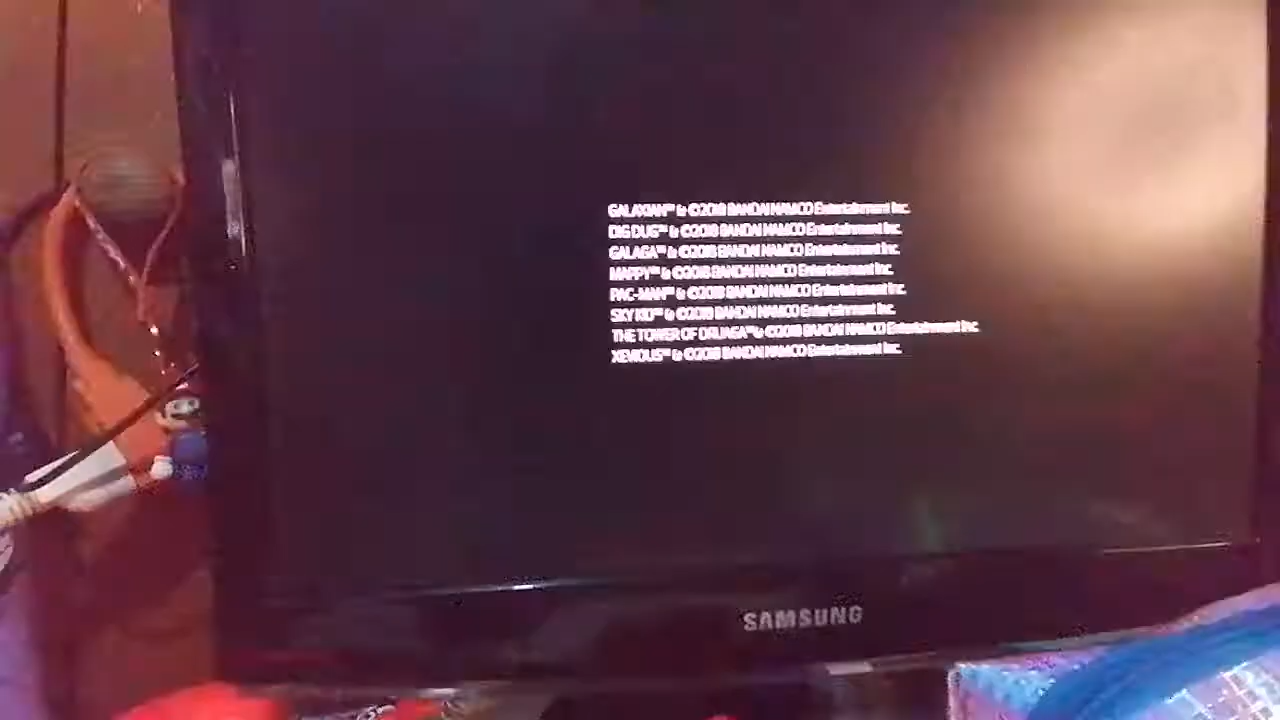 GALAXIAN™ & ©2018 BANDAI NAMCO Entertainment Inc.
DIG DUG™ & ©2018 BANDAI NAMCO Entertainment Inc.
GALAGA™ & ©2018 BANDAI NAMCO Entertainment Inc.
MAPPY™ & ©2018 BANDAI NAMCO Entertainment Inc.
PAC-MAN™ & ©2018 BANDAI NAMCO Entertainment Inc.
SKY KID™ & ©2018 BANDAI NAMCO Entertainment Inc.
THE TOWER OF DRUAGA™& ©2018 BANDAI NAMCO Entertainment Inc.
XEVIOUS™ & ©2018 BANDAI NAMCO Entertainment Inc.
SAMSUNG